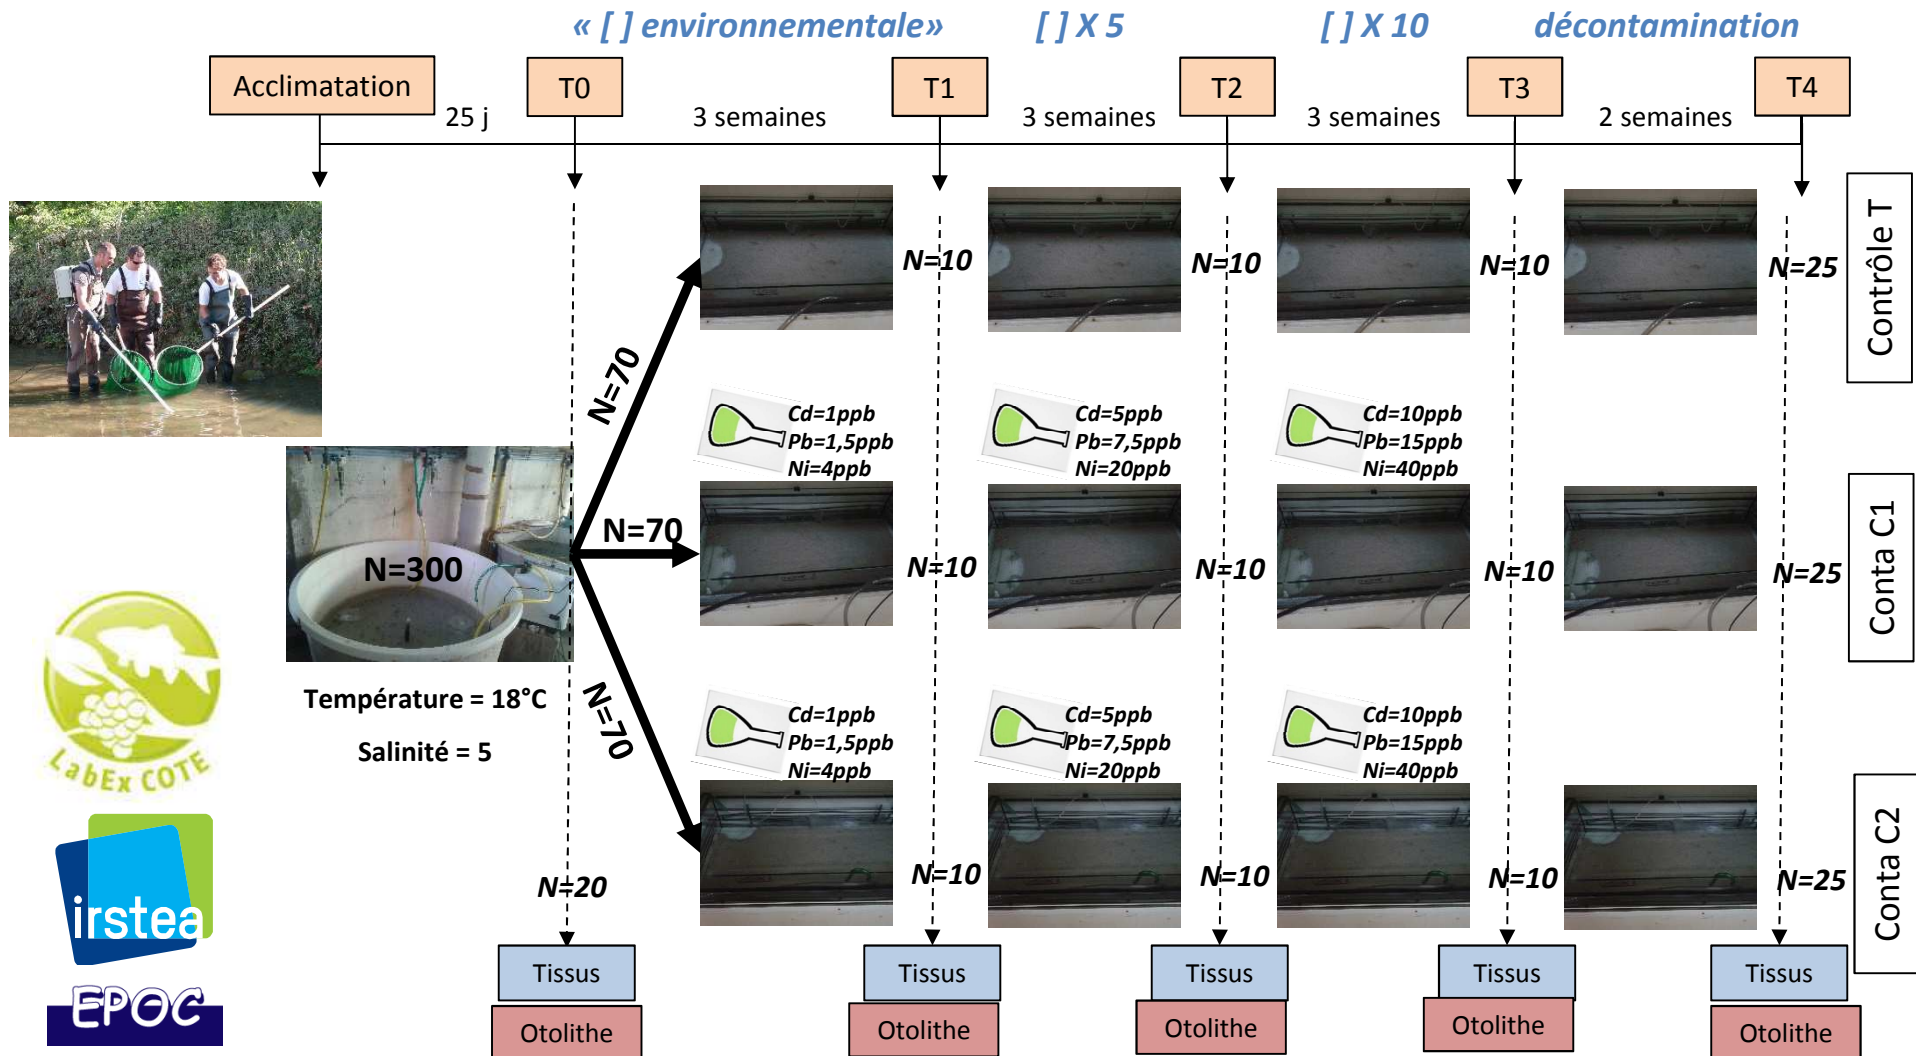 « [ ] environnementale»
[ ] X 5
[ ] X 10
décontamination
Acclimatation
T0
T1
T2
T3
T4
25 j
3 semaines
3 semaines
3 semaines
2 semaines
Contrôle T
N=10
N=10
N=10
N=25
N=70
Cd=1ppb
Pb=1,5ppb
Ni=4ppb
Cd=5ppb
Pb=7,5ppb
Ni=20ppb
Cd=10ppb
Pb=15ppb
Ni=40ppb
N=300
N=70
N=10
N=10
N=10
N=25
Conta C1
Température = 18°C
Salinité = 5
N=70
Cd=1ppb
Pb=1,5ppb
Ni=4ppb
Cd=5ppb
Pb=7,5ppb
Ni=20ppb
Cd=10ppb
Pb=15ppb
Ni=40ppb
LabEx COTE
N=20
N=10
N=10
N=10
N=25
Conta C2
irstea
EPOC
Tissus
Tissus
Tissus
Tissus
Tissus
Otolithe
Otolithe
Otolithe
Otolithe
Otolithe